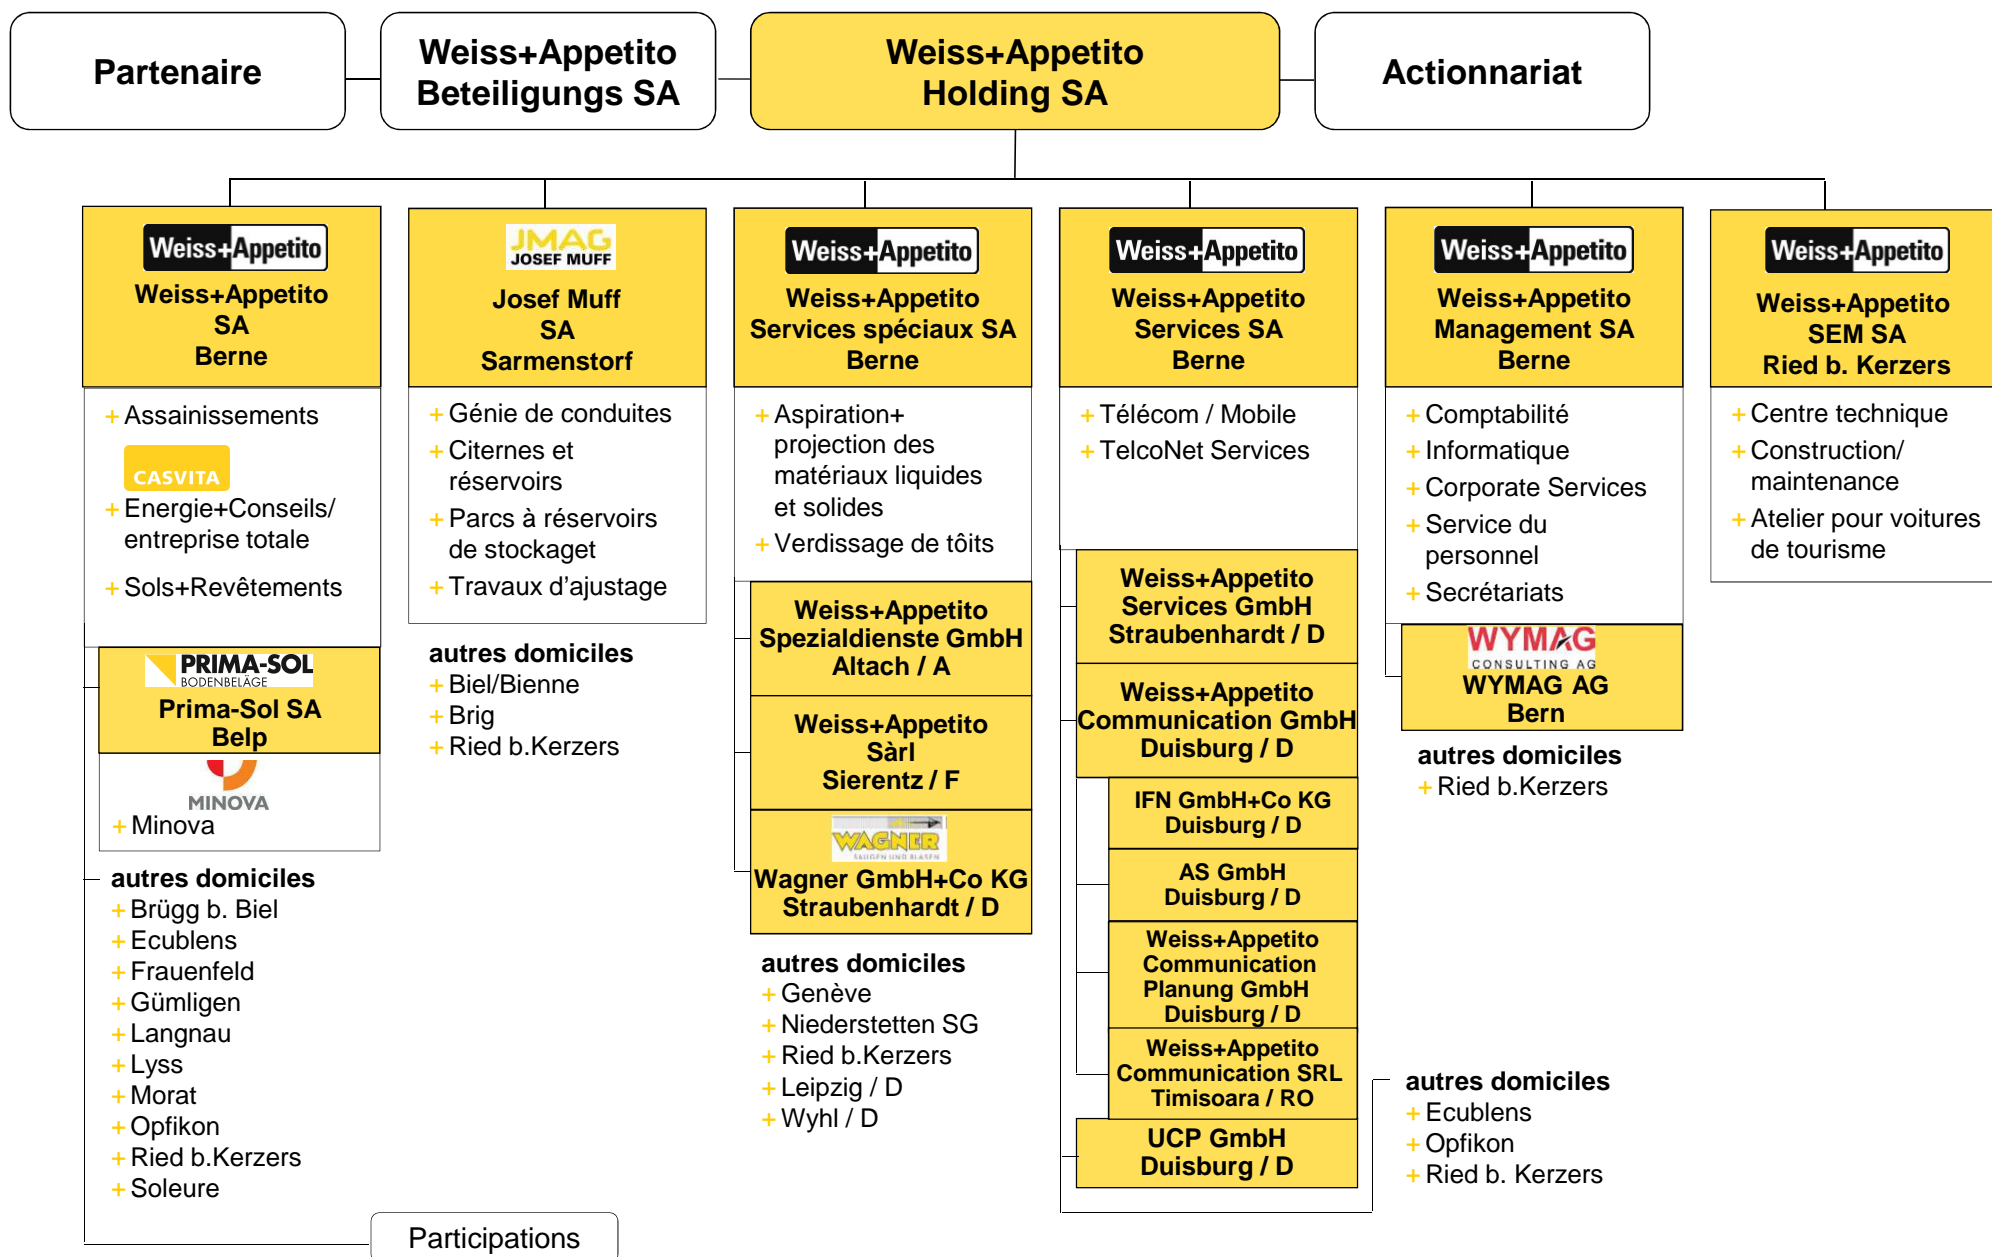 Partenaire
Weiss+Appetito
Beteiligungs SA
Weiss+Appetito
Holding SA
Actionnariat
Weiss+Appetito
Weiss+Appetito
SA
Berne
+ Assainissements
CASVITA
+ Energie+Conseils/
entreprise totale
+ Sols+Revêtements
PRIMA-SOL
BODENBELÄGE
Prima-Sol SA
Belp
MINOVA
+ Minova
autres domiciles
+ Brügg b. Biel
+ Ecublens
+ Frauenfeld
+ Gümligen
+ Langnau
+ Lyss
+ Morat
+ Opfikon
+ Ried b.Kerzers
+ Soleure
Participations
JMAG
JOSEF MUFF
Josef Muff
SA
Sarmenstorf
+ Génie de conduites
+ Citernes et
réservoirs
+ Parcs à réservoirs
de stockaget
+ Travaux d'ajustage
autres domiciles
+ Biel/Bienne
+ Brig
+ Ried b.Kerzers
Weiss+Appetito
Weiss+Appetito
Services spéciaux SA
Berne
+ Aspiration+
projection des
matériaux liquides
et solides
+ Verdissage de tôits
Weiss+Appetito
Spezialdienste GmbH
Altach / A
Weiss+Appetito
Sàrl
Sierentz / F
WAGNER
SAUGEN UND BLASEN
Wagner GmbH+Co KG
Straubenhardt / D
autres domiciles
+ Genève
+ Niederstetten SG
+ Ried b.Kerzers
+ Leipzig / D
+ Wyhl / D
Weiss+Appetito
Weiss+Appetito
Services SA
Berne
+ Télécom / Mobile
+ TelcoNet Services
Weiss+Appetito
Services GmbH
Straubenhardt / D
Weiss+Appetito
Communication GmbH
Duisburg / D
IFN GmbH+Co KG
Duisburg / D
AS GmbH
Duisburg / D
Weiss+Appetito
Communication
Planung GmbH
Duisburg / D
Weiss+Appetito
Communication SRL
Timisoara / RO
UCP GmbH
Duisburg / D
autres domiciles
+ Ecublens
+ Opfikon
+ Ried b. Kerzers
Weiss+Appetito
Weiss+Appetito
Management SA
Berne
+ Comptabilité
+ Informatique
+ Corporate Services
+ Service du
personnel
+ Secrétariats
WYMAG
CONSULTING AG
WYMAG AG
Bern
autres domiciles
+ Ried b.Kerzers
Weiss+Appetito
Weiss+Appetito
SEM SA
Ried b. Kerzers
+ Centre technique
+ Construction/
maintenance
+ Atelier pour voitures
de tourisme